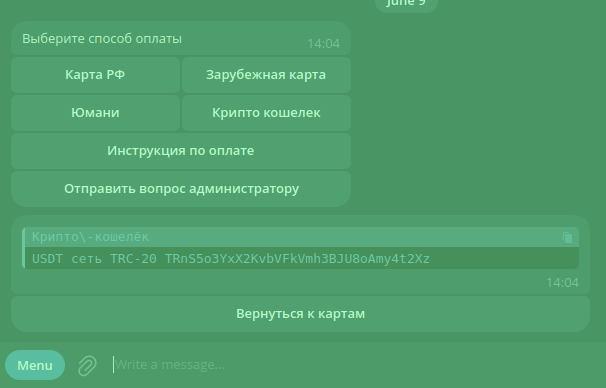 June 9
Выберите способ оплаты
14:04
Карта РФ
Зарубежная карта
Юмани
Крипто кошелек
Инструкция по оплате
Отправить вопрос администратору
Крипто\-кошелёк
USDT сеть TRC-20 TRnS5o3YxX2KvbVFkVmh3BJU8oAmy4t2Xz
14:04
Вернуться к картам
Menu
Write a message...